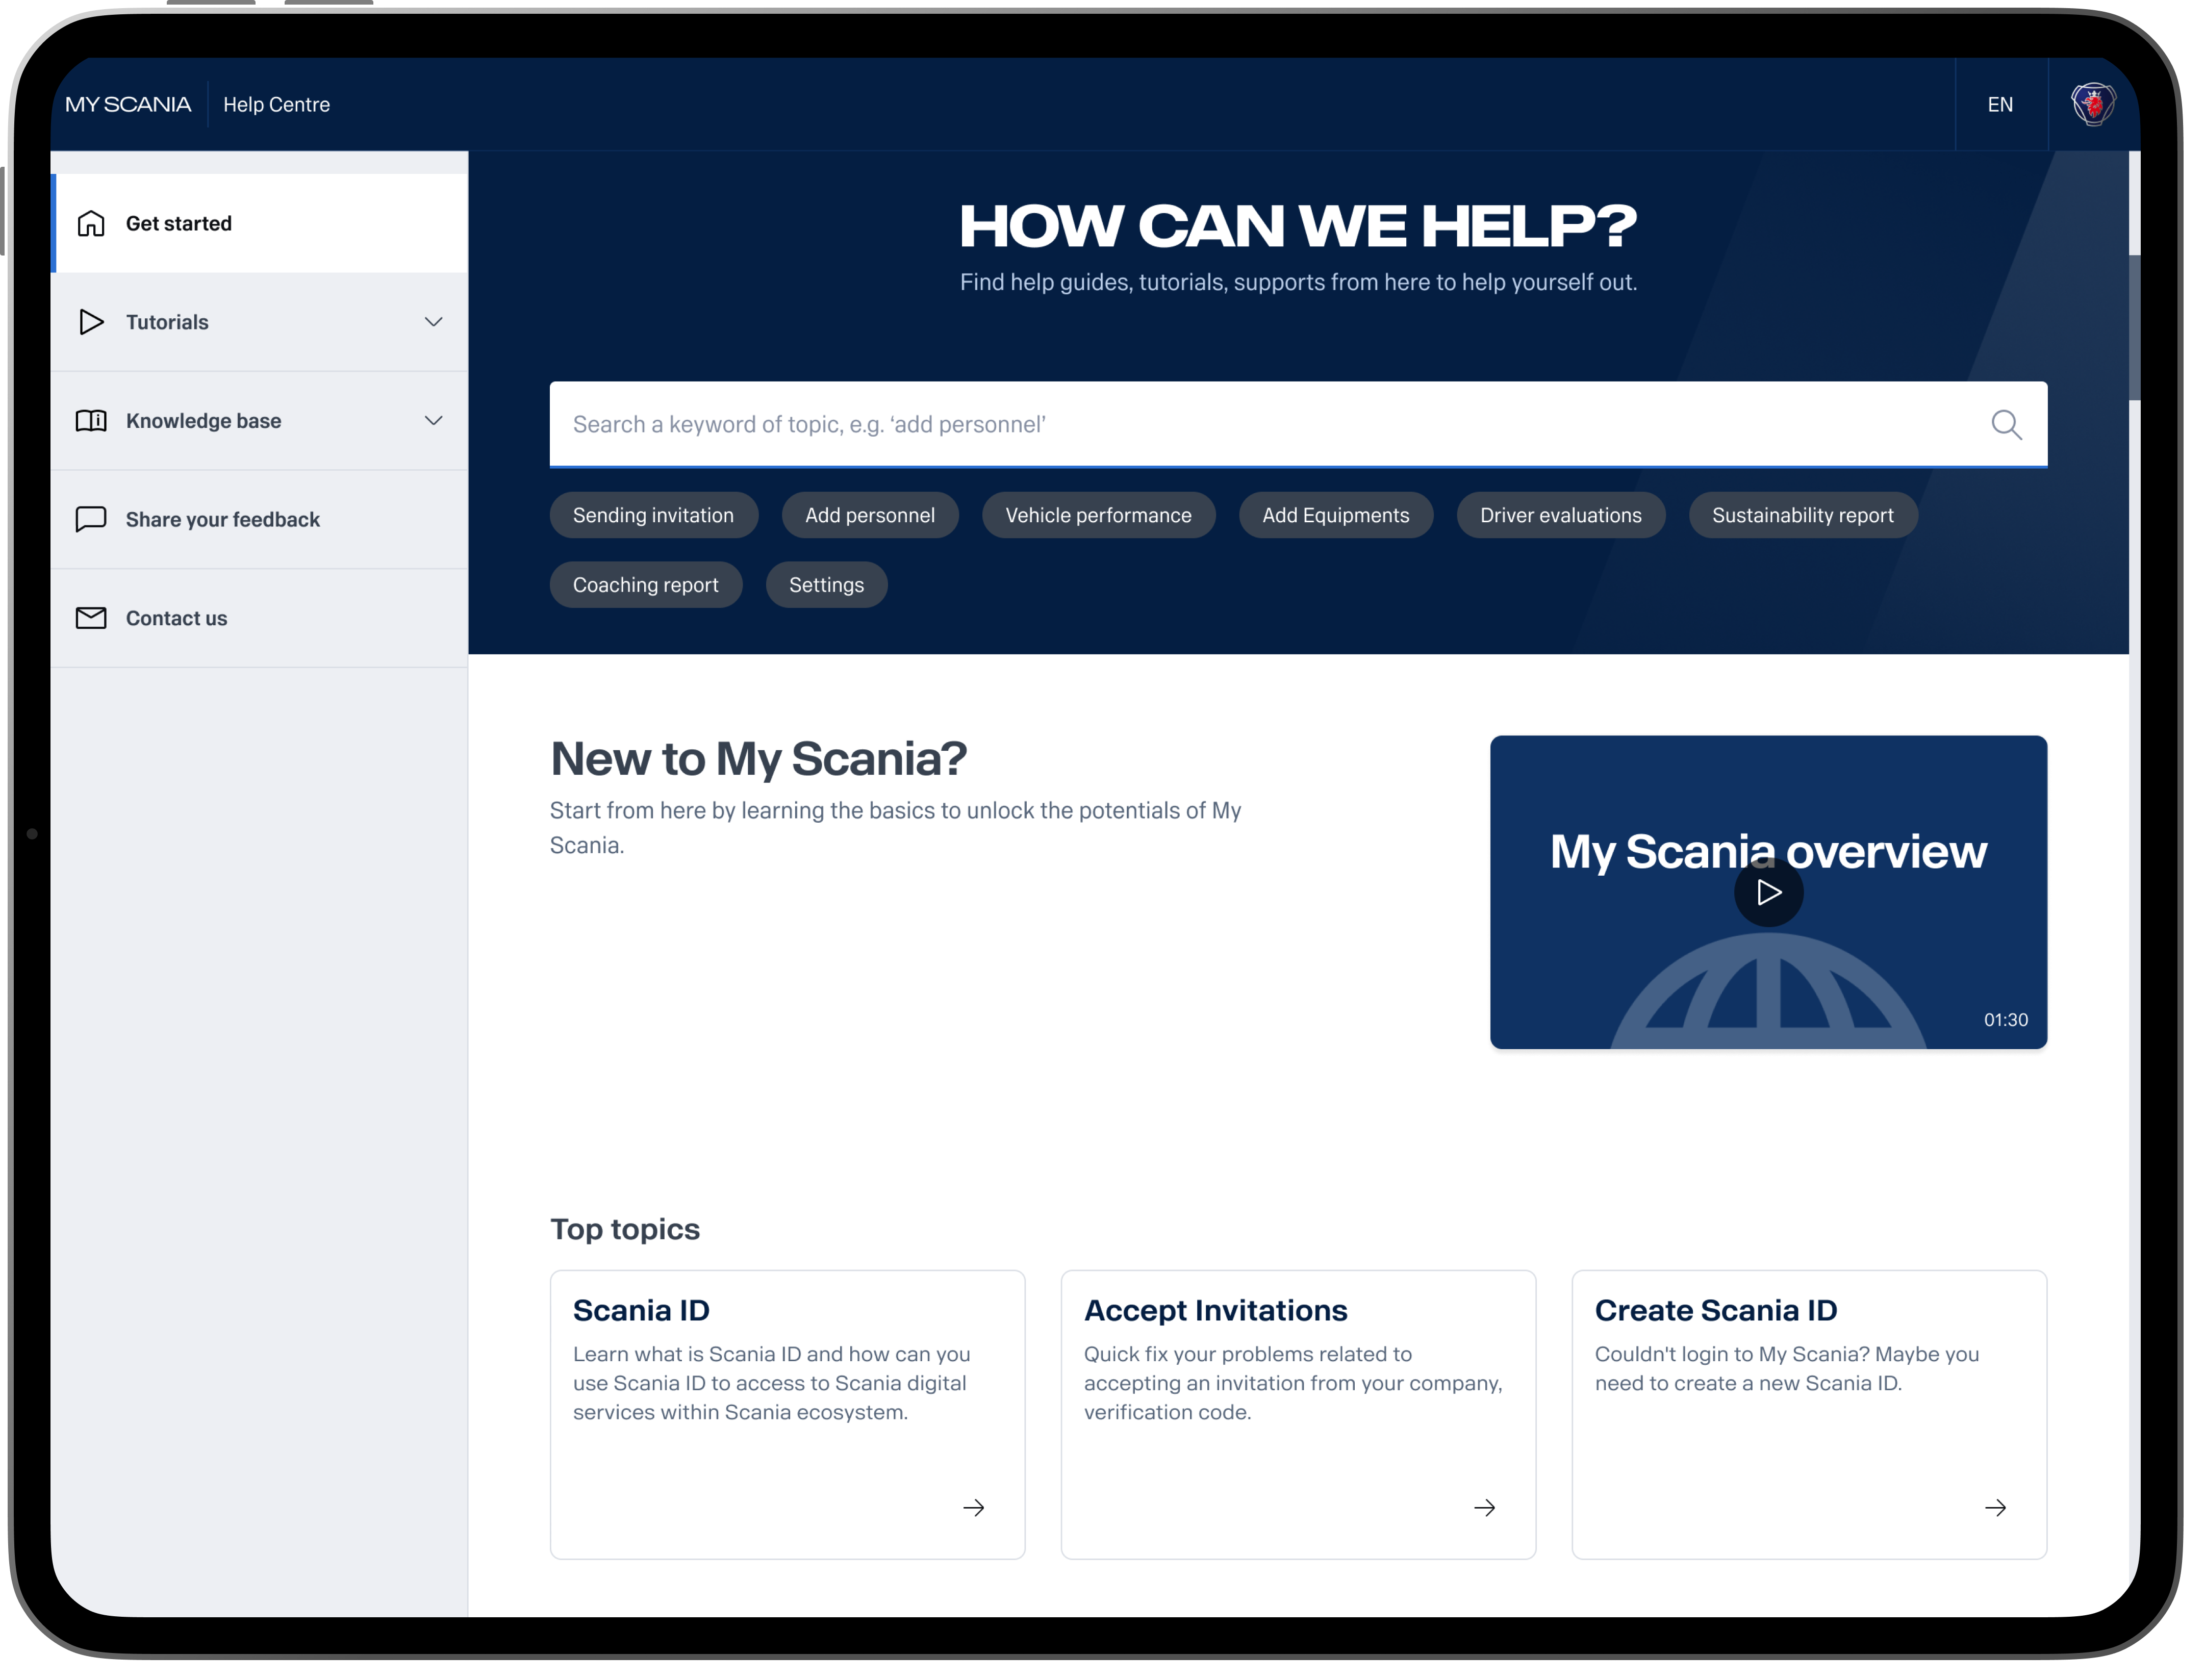 MY SCANIA
Help Centre
EN
Get started
Tutorials
Knowledge base
Share your feedback
Contact us
HOW CAN WE HELP?
Find help guides, tutorials, supports from here to help yourself out.
Search a keyword of topic, e.g. ‘add personnel’
Sending invitation
Add personnel
Vehicle performance
Add Equipments
Driver evaluations
Sustainability report
Coaching report
Settings
New to My Scania?
Start from here by learning the basics to unlock the potentials of My
Scania.
My Scania overview
01:30
Top topics
Scania ID
Learn what is Scania ID and how can you
use Scania ID to access to Scania digital
services within Scania ecosystem.
Accept Invitations
Quick fix your problems related to
accepting an invitation from your company,
verification code.
Create Scania ID
Couldn't login to My Scania? Maybe you
need to create a new Scania ID.